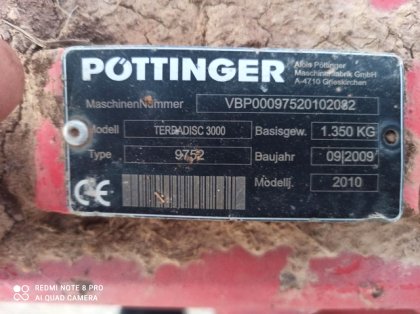 PÖTTINGER
Alois Pöttinger
Maschinenfabrik GmbH
A-4710 Grieskirchen
MaschinenNummer VBP00097520102082
Modell TERRADISC 3000 Basisgew. 1.350 KG
Type 9752 Baujahr 09|2009
Modellj. 2010
CE
REDMI NOTE 8 PRO
AI QUAD CAMERA